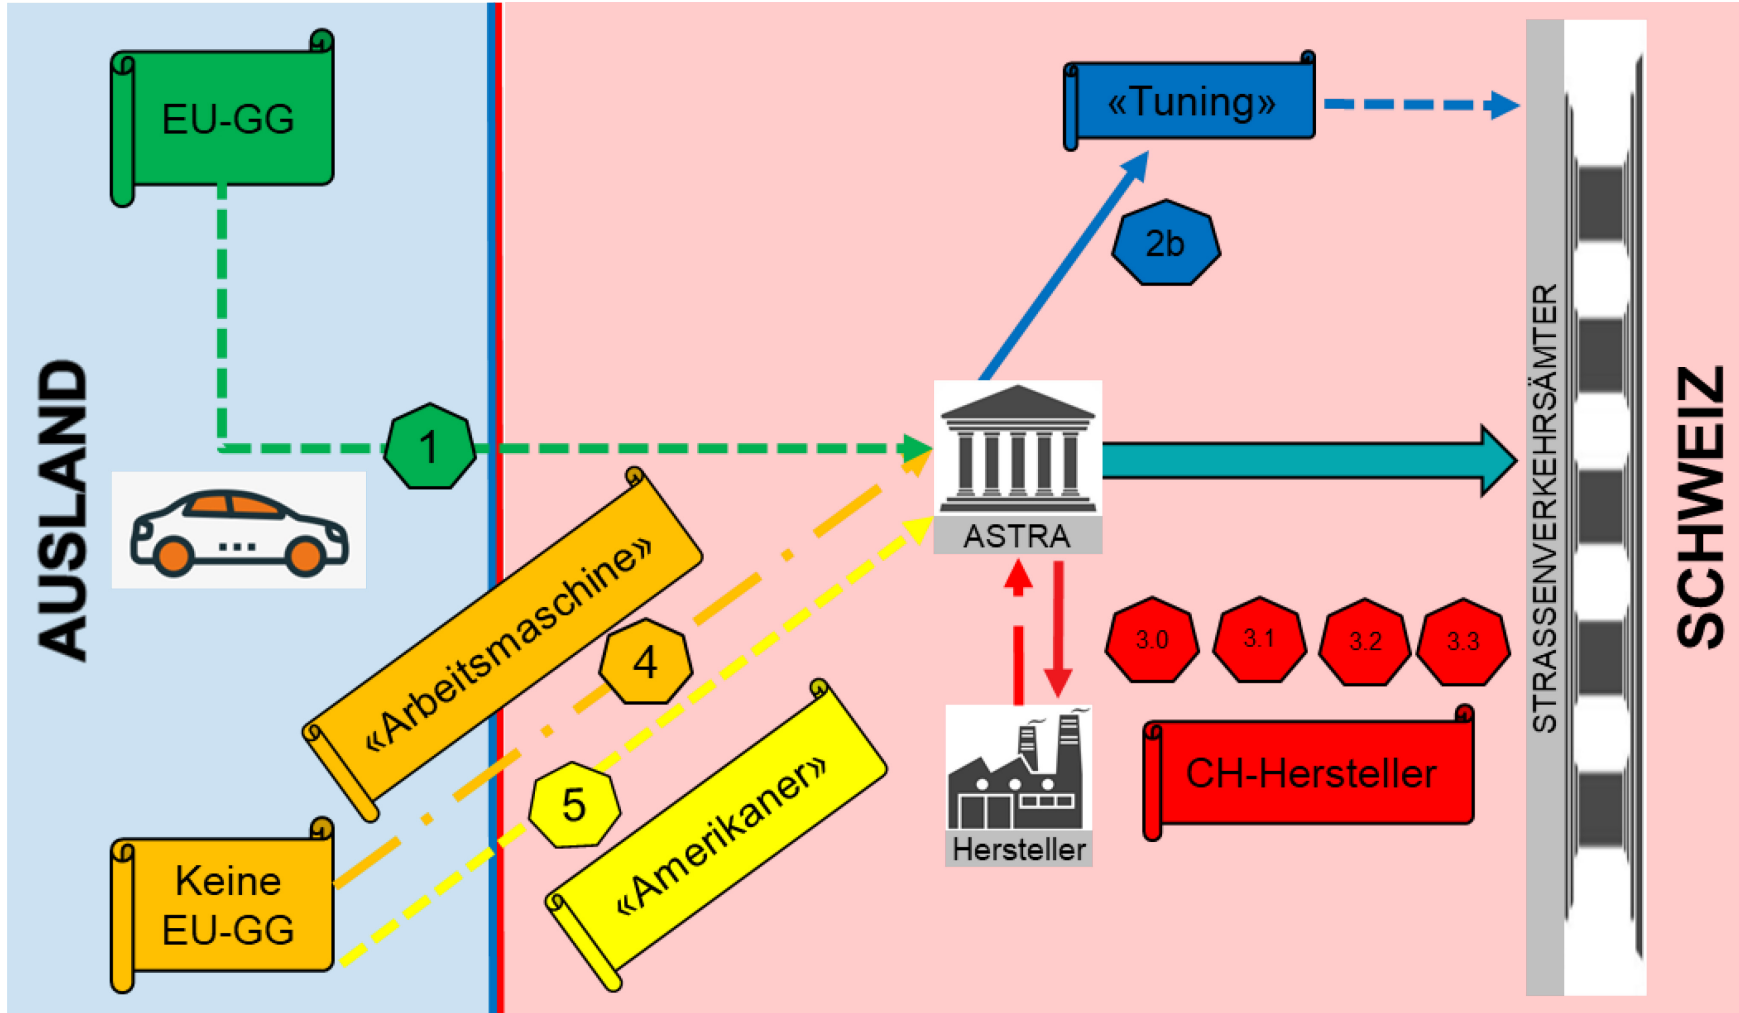 AUSLAND
EU-GG
1
«Arbeitsmaschine»
4
Keine
EU-GG
5
«Amerikaner»
«Tuning»
2b
ASTRA
3.0
3.1
3.2
3.3
CH-Hersteller
Hersteller
STRASSENVERKEHRSÄMTER
SCHWEIZ